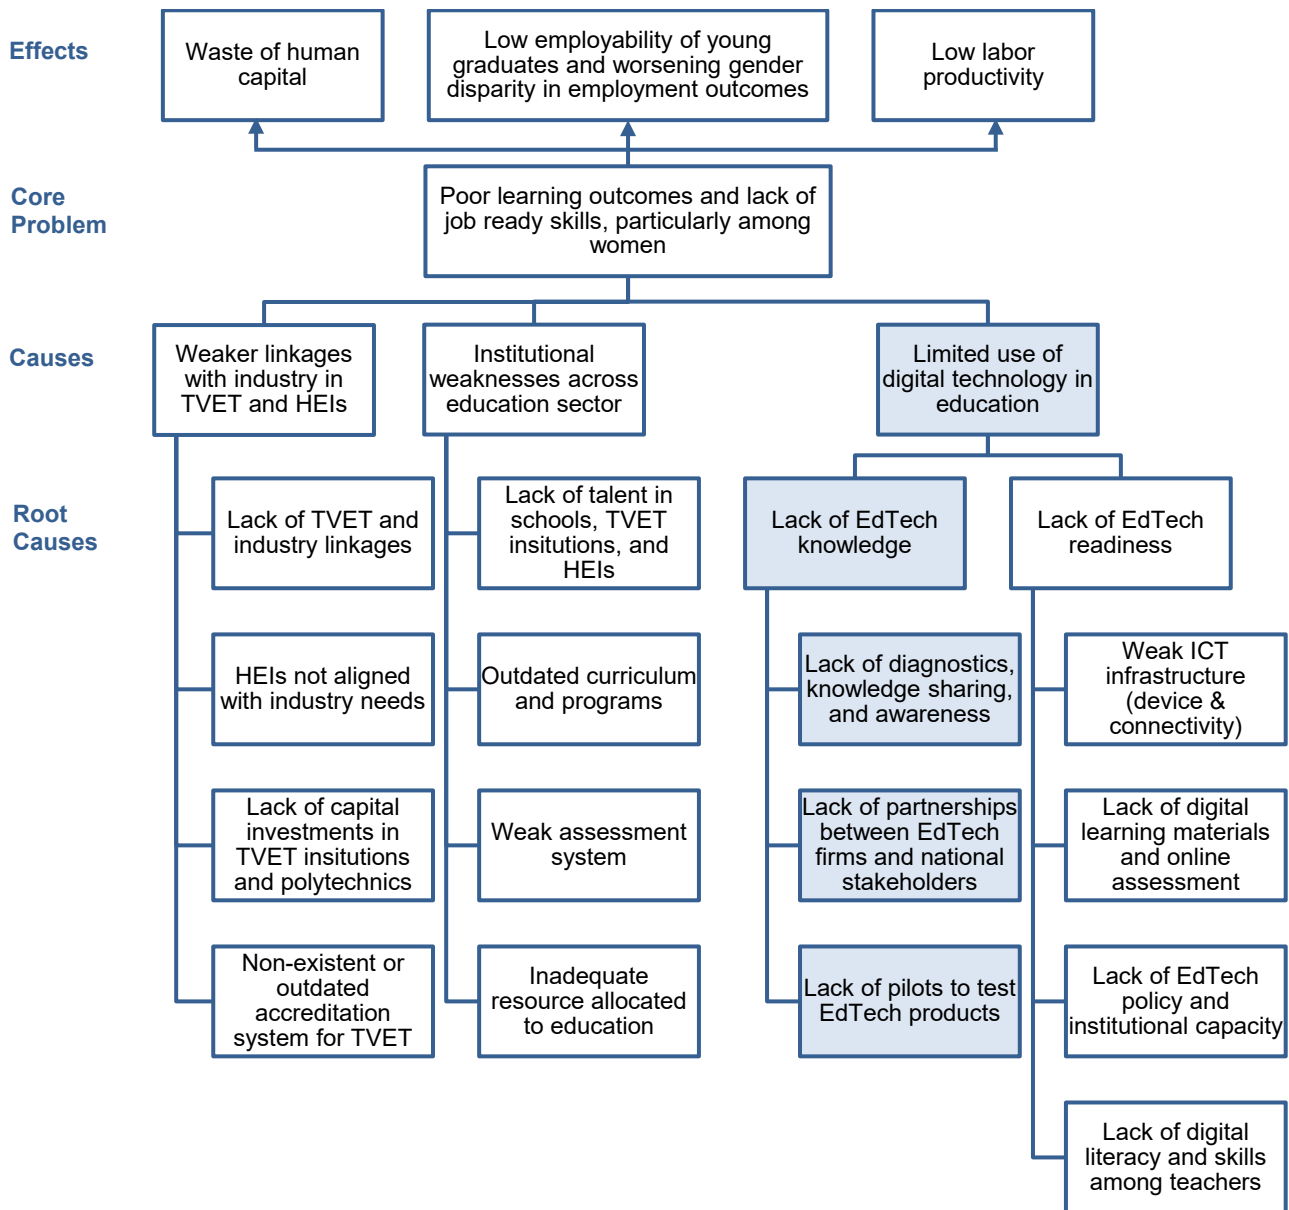 Effects
Waste of human
capital
Low employability of young
graduates and worsening gender
disparity in employment outcomes
Low labor
productivity
Core
Problem
Poor learning outcomes and lack of
job ready skills, particularly among
women
Causes
Weaker linkages
with industry in
TVET and HEIs
Institutional
weaknesses across
education sector
Limited use of
digital technology in
education
Root
Causes
Lack of TVET and
industry linkages
Lack of talent in
schools, TVET
insitutions, and
HEIs
Lack of EdTech
knowledge
Lack of EdTech
readiness
HEIs not aligned
with industry needs
Outdated curriculum
and programs
Lack of diagnostics,
knowledge sharing,
and awareness
Weak ICT
infrastructure
(device &
connectivity)
Lack of capital
investments in
TVET insitutions
and polytechnics
Weak assessment
system
Lack of partnerships
between EdTech
firms and national
stakeholders
Lack of digital
learning materials
and online
assessment
Non-existent or
outdated
accreditation
system for TVET
Inadequate
resource allocated
to education
Lack of pilots to test
EdTech products
Lack of EdTech
policy and
institutional capacity
Lack of digital
literacy and skills
among teachers